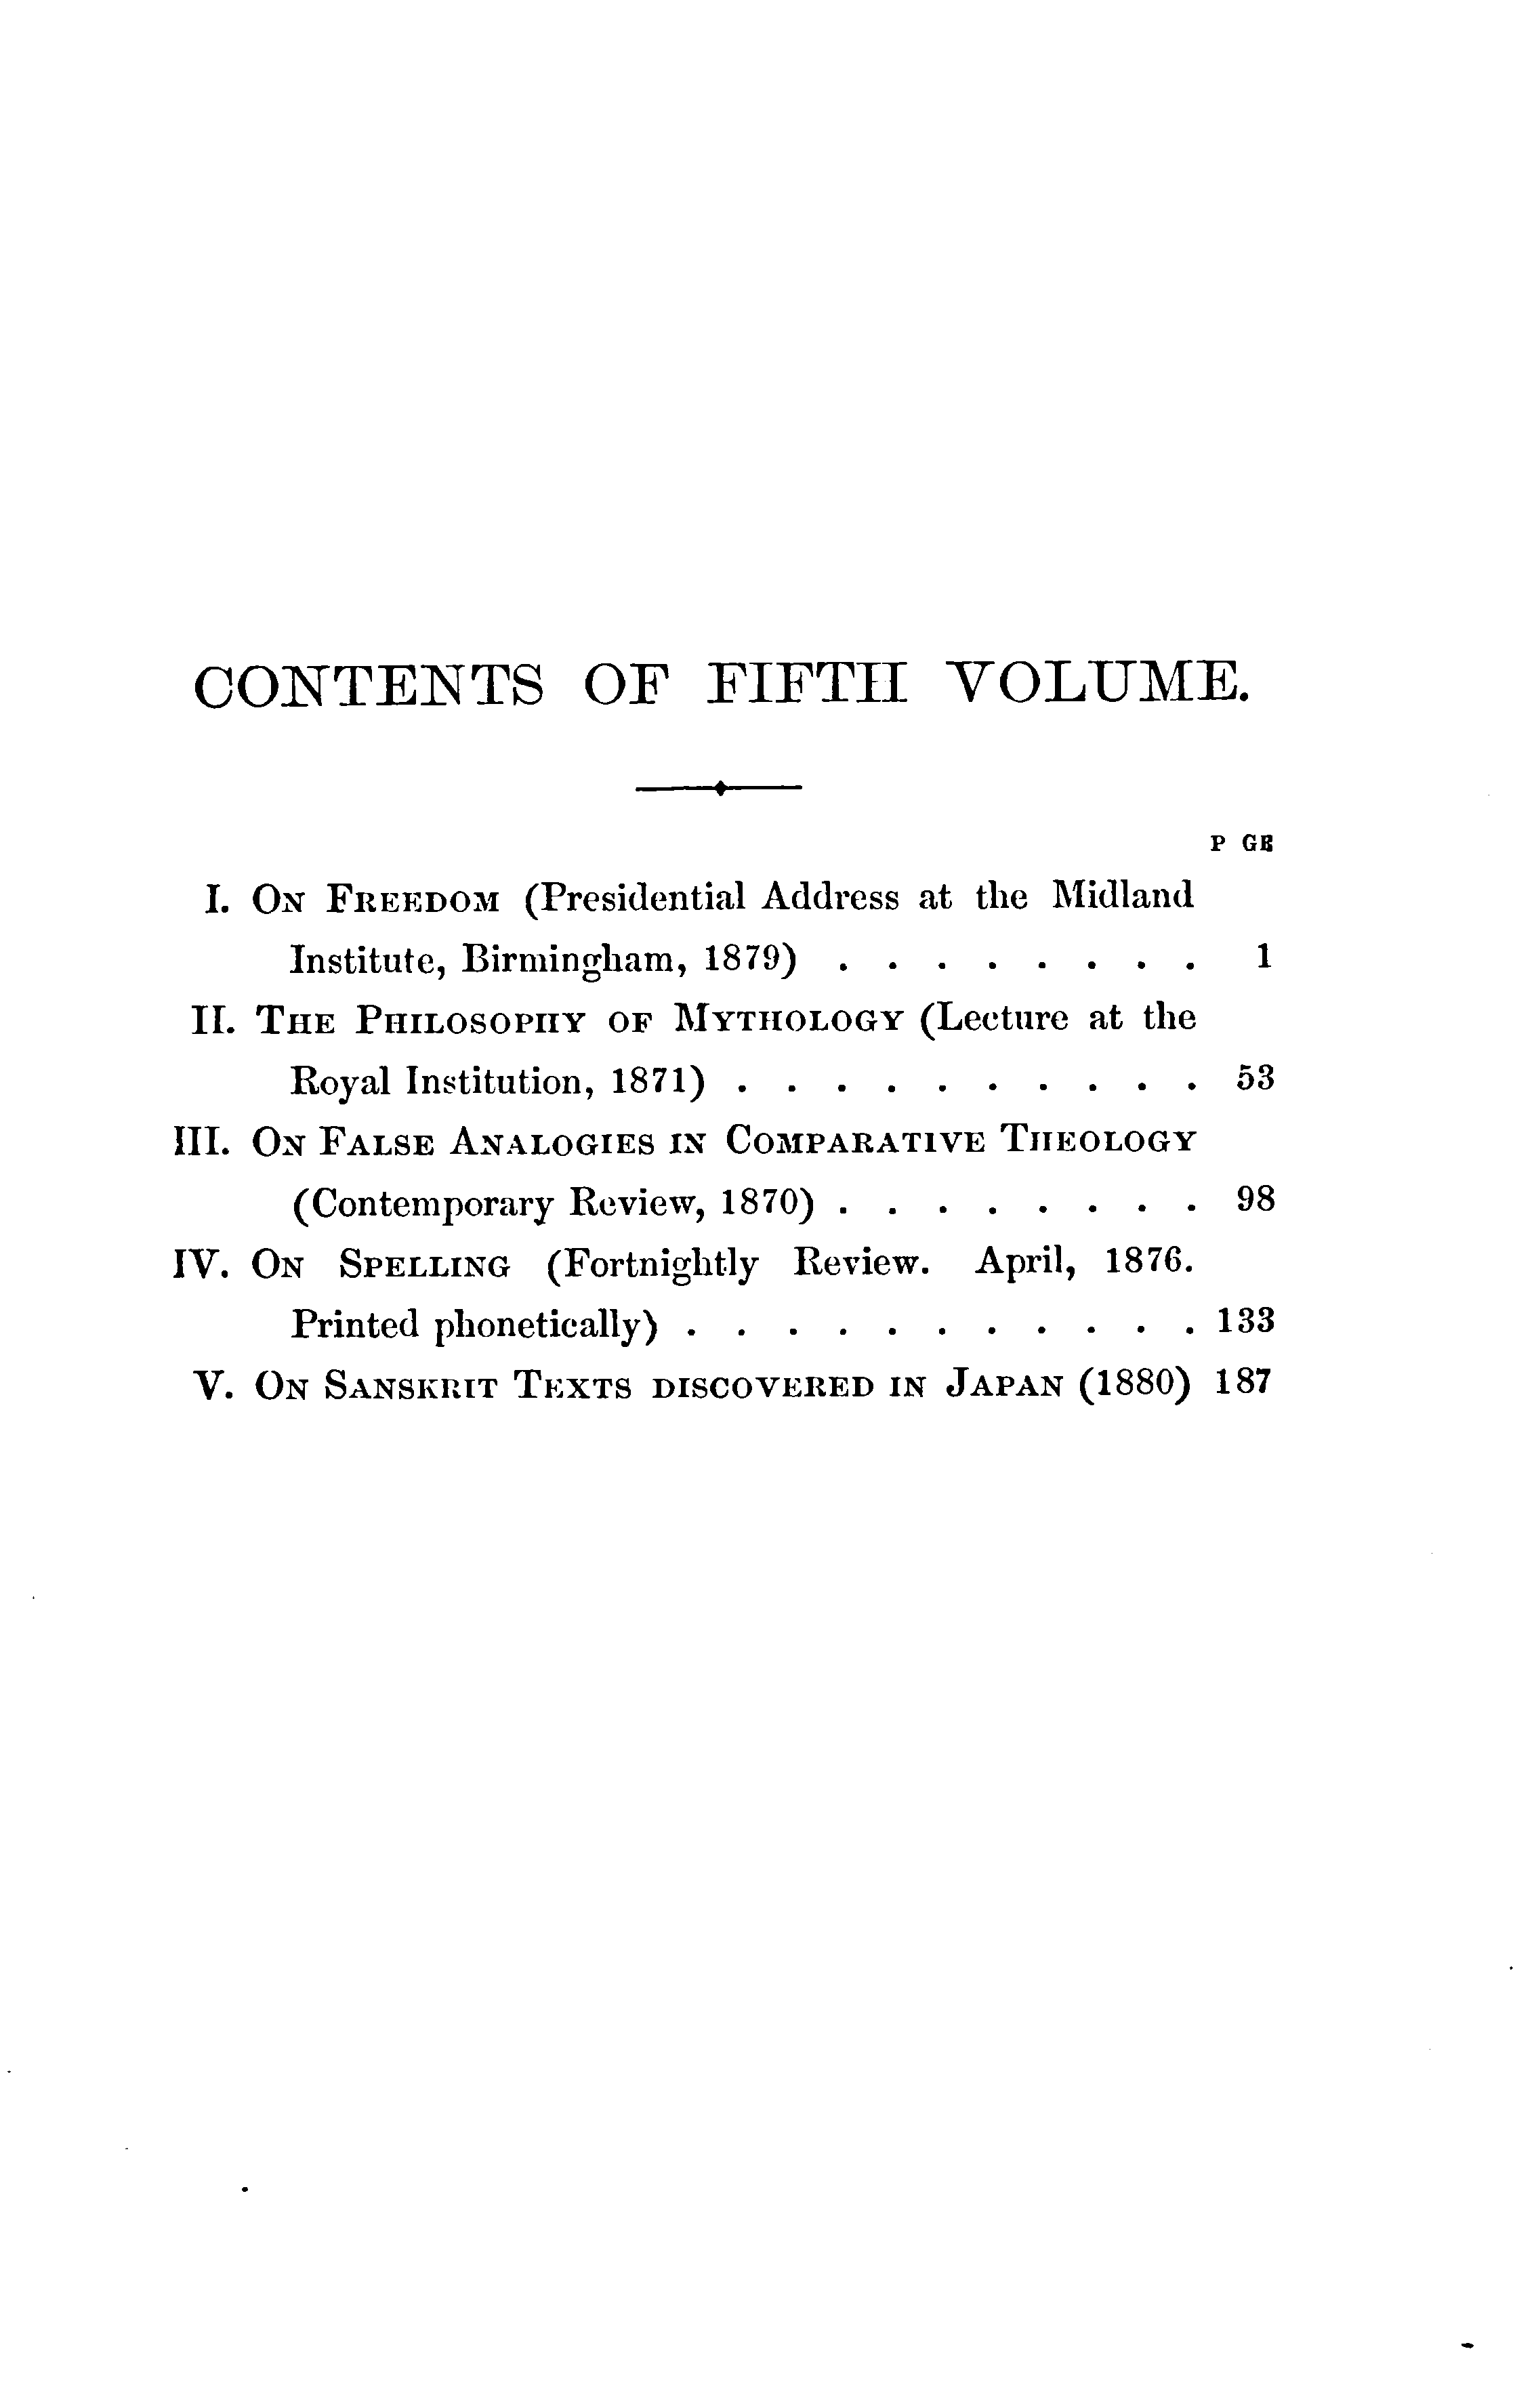 CONTENTS OF FIFTH VOLUME.
P GE
I. ON FREEDOM (Presidential Address at the Midland
Institute, Birmingham, 1879) . . . . . . . . 1
II. THE PHILOSOPHY OF MYTHOLOGY (Lecture at the
Royal Institution, 1871) . . . . . . . . . . 53
III. ON FALSE ANALOGIES IN COMPARATIVE THEOLOGY
(Contemporary Review, 1870) . . . . . . . . 98
IV. ON SPELLING (Fortnightly Review. April, 1876.
Printed phonetically) . . . . . . . . . . . 133
V. ON SANSKRIT TEXTS DISCOVERED IN JAPAN (1880) 187